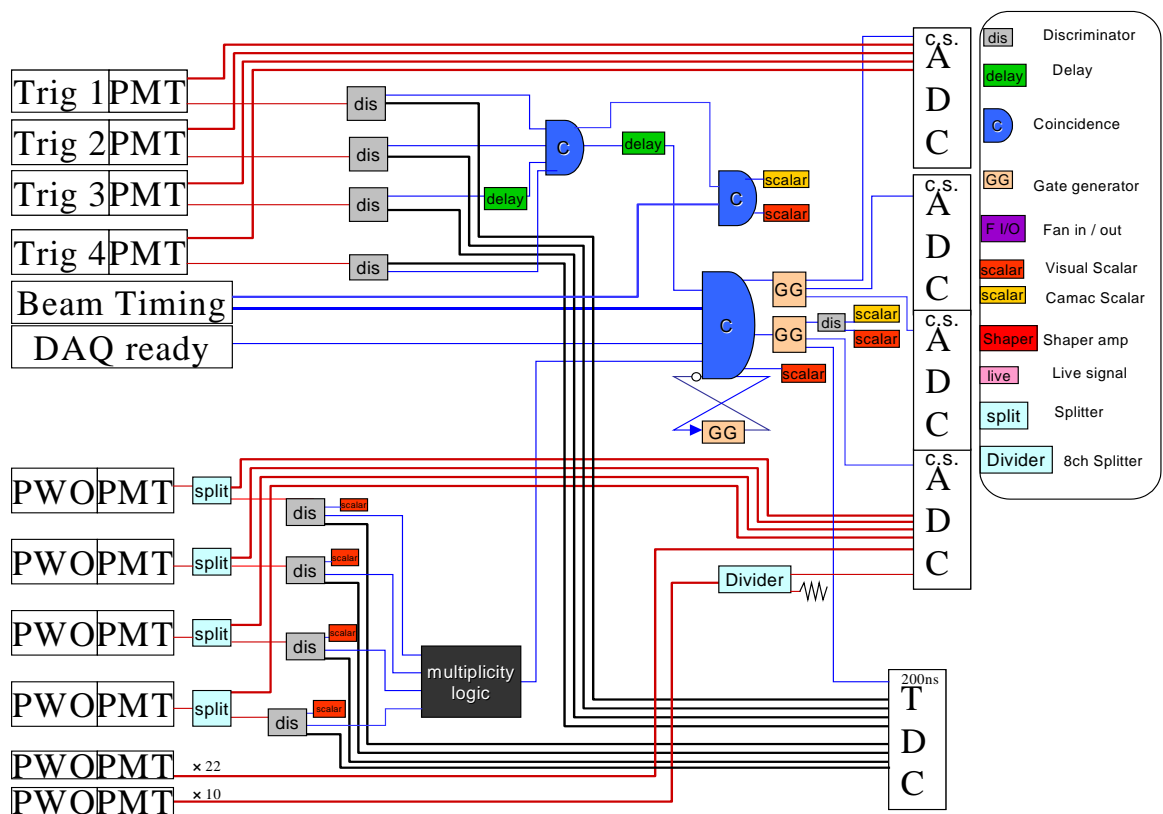 Trig 1 PMT
Trig 2 PMT
Trig 3 PMT
Trig 4 PMT
Beam Timing
DAQ ready
dis
dis
dis
dis
delay
C
delay
C
scalar
scalar
C
GG
GG
dis
scalar
scalar
scalar
GG
c.s.
A
D
C
c.s.
A
D
C
c.s.
A
D
C
c.s.
A
D
C
PWO PMT
split
dis
scalar
PWO PMT
split
dis
scalar
PWO PMT
split
dis
scalar
PWO PMT
split
dis
scalar
PWO PMT × 22
PWO PMT × 10
multiplicity
logic
Divider
200ns
T
D
C
dis Discriminator
delay Delay
C Coincidence
GG Gate generator
F I/O Fan in / out
scalar Visual Scalar
scalar Camac Scalar
Shaper Shaper amp
live Live signal
split Splitter
Divider 8ch Splitter